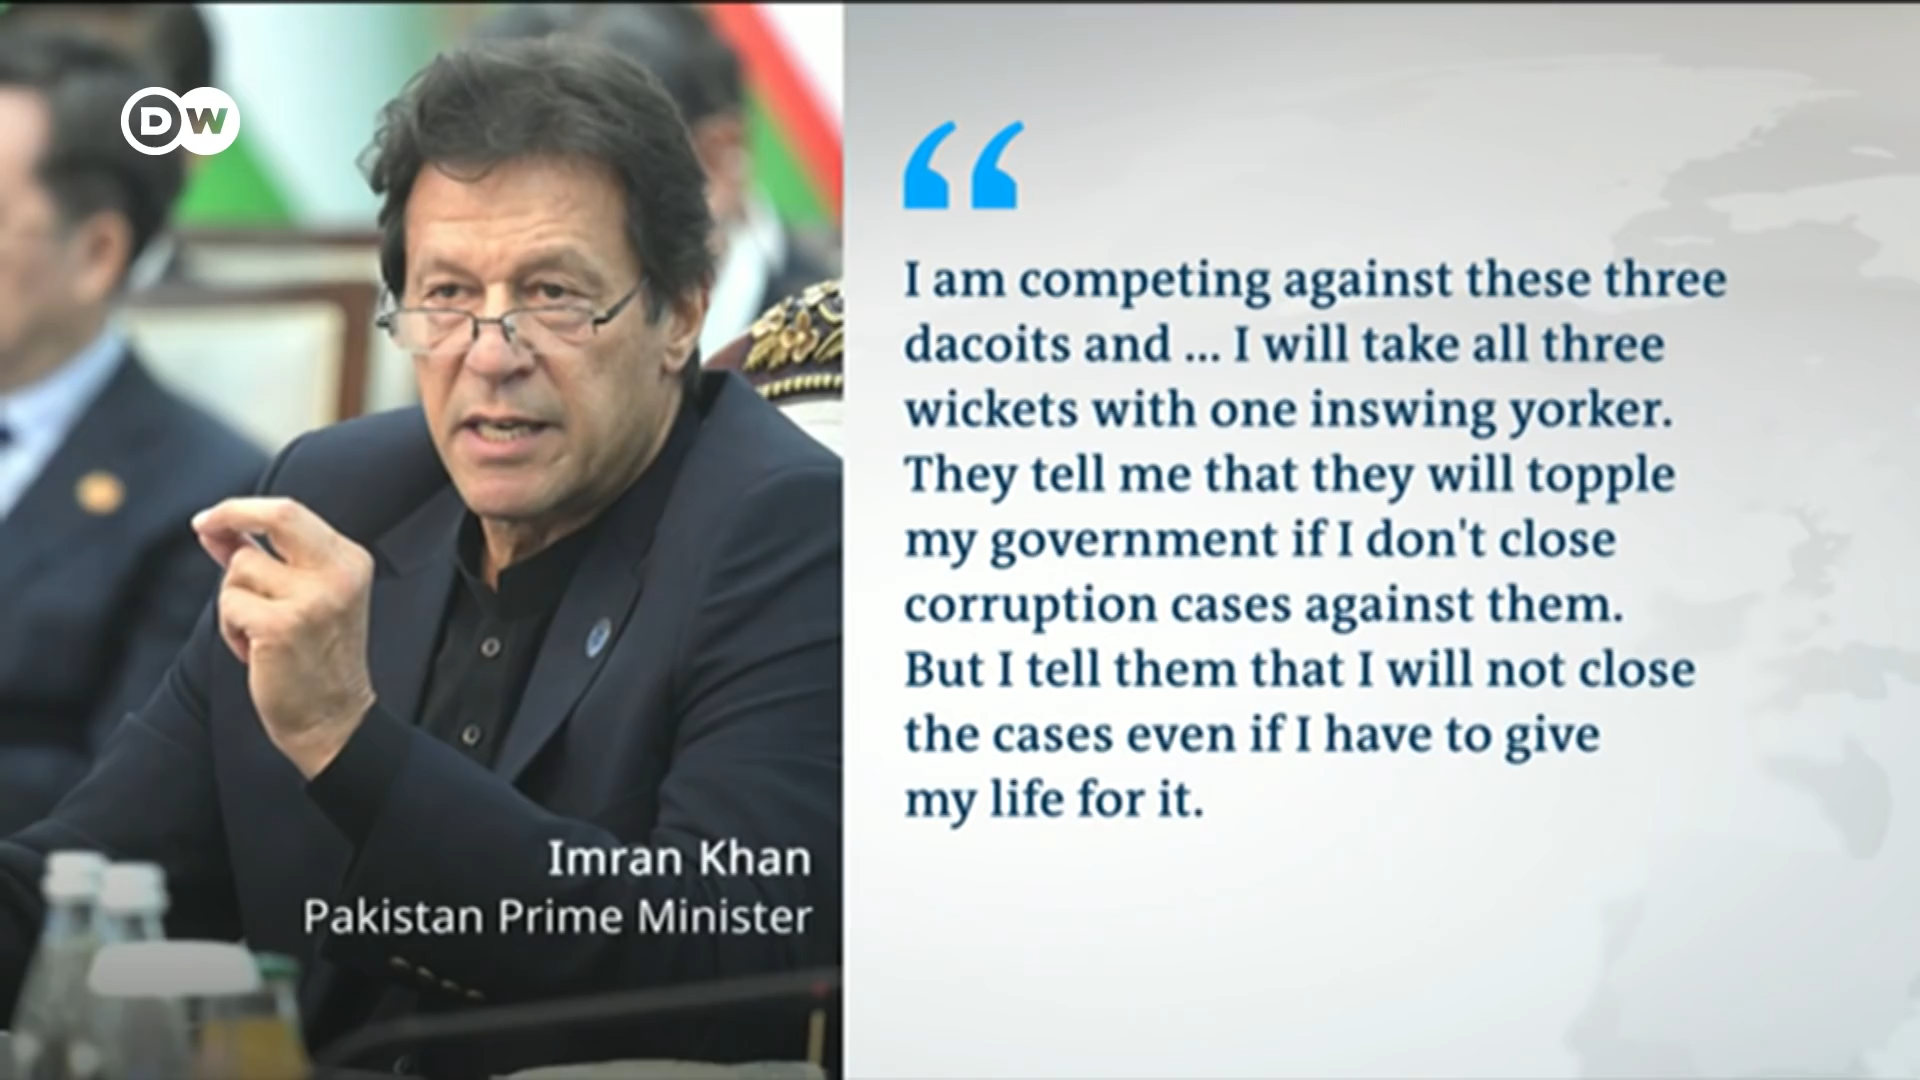 DW
“
I am competing against these three
dacoits and ... I will take all three
wickets with one inswing yorker.
They tell me that they will topple
my government if I don't close
corruption cases against them.
But I tell them that I will not close
the cases even if I have to give
my life for it.
Imran Khan
Pakistan Prime Minister